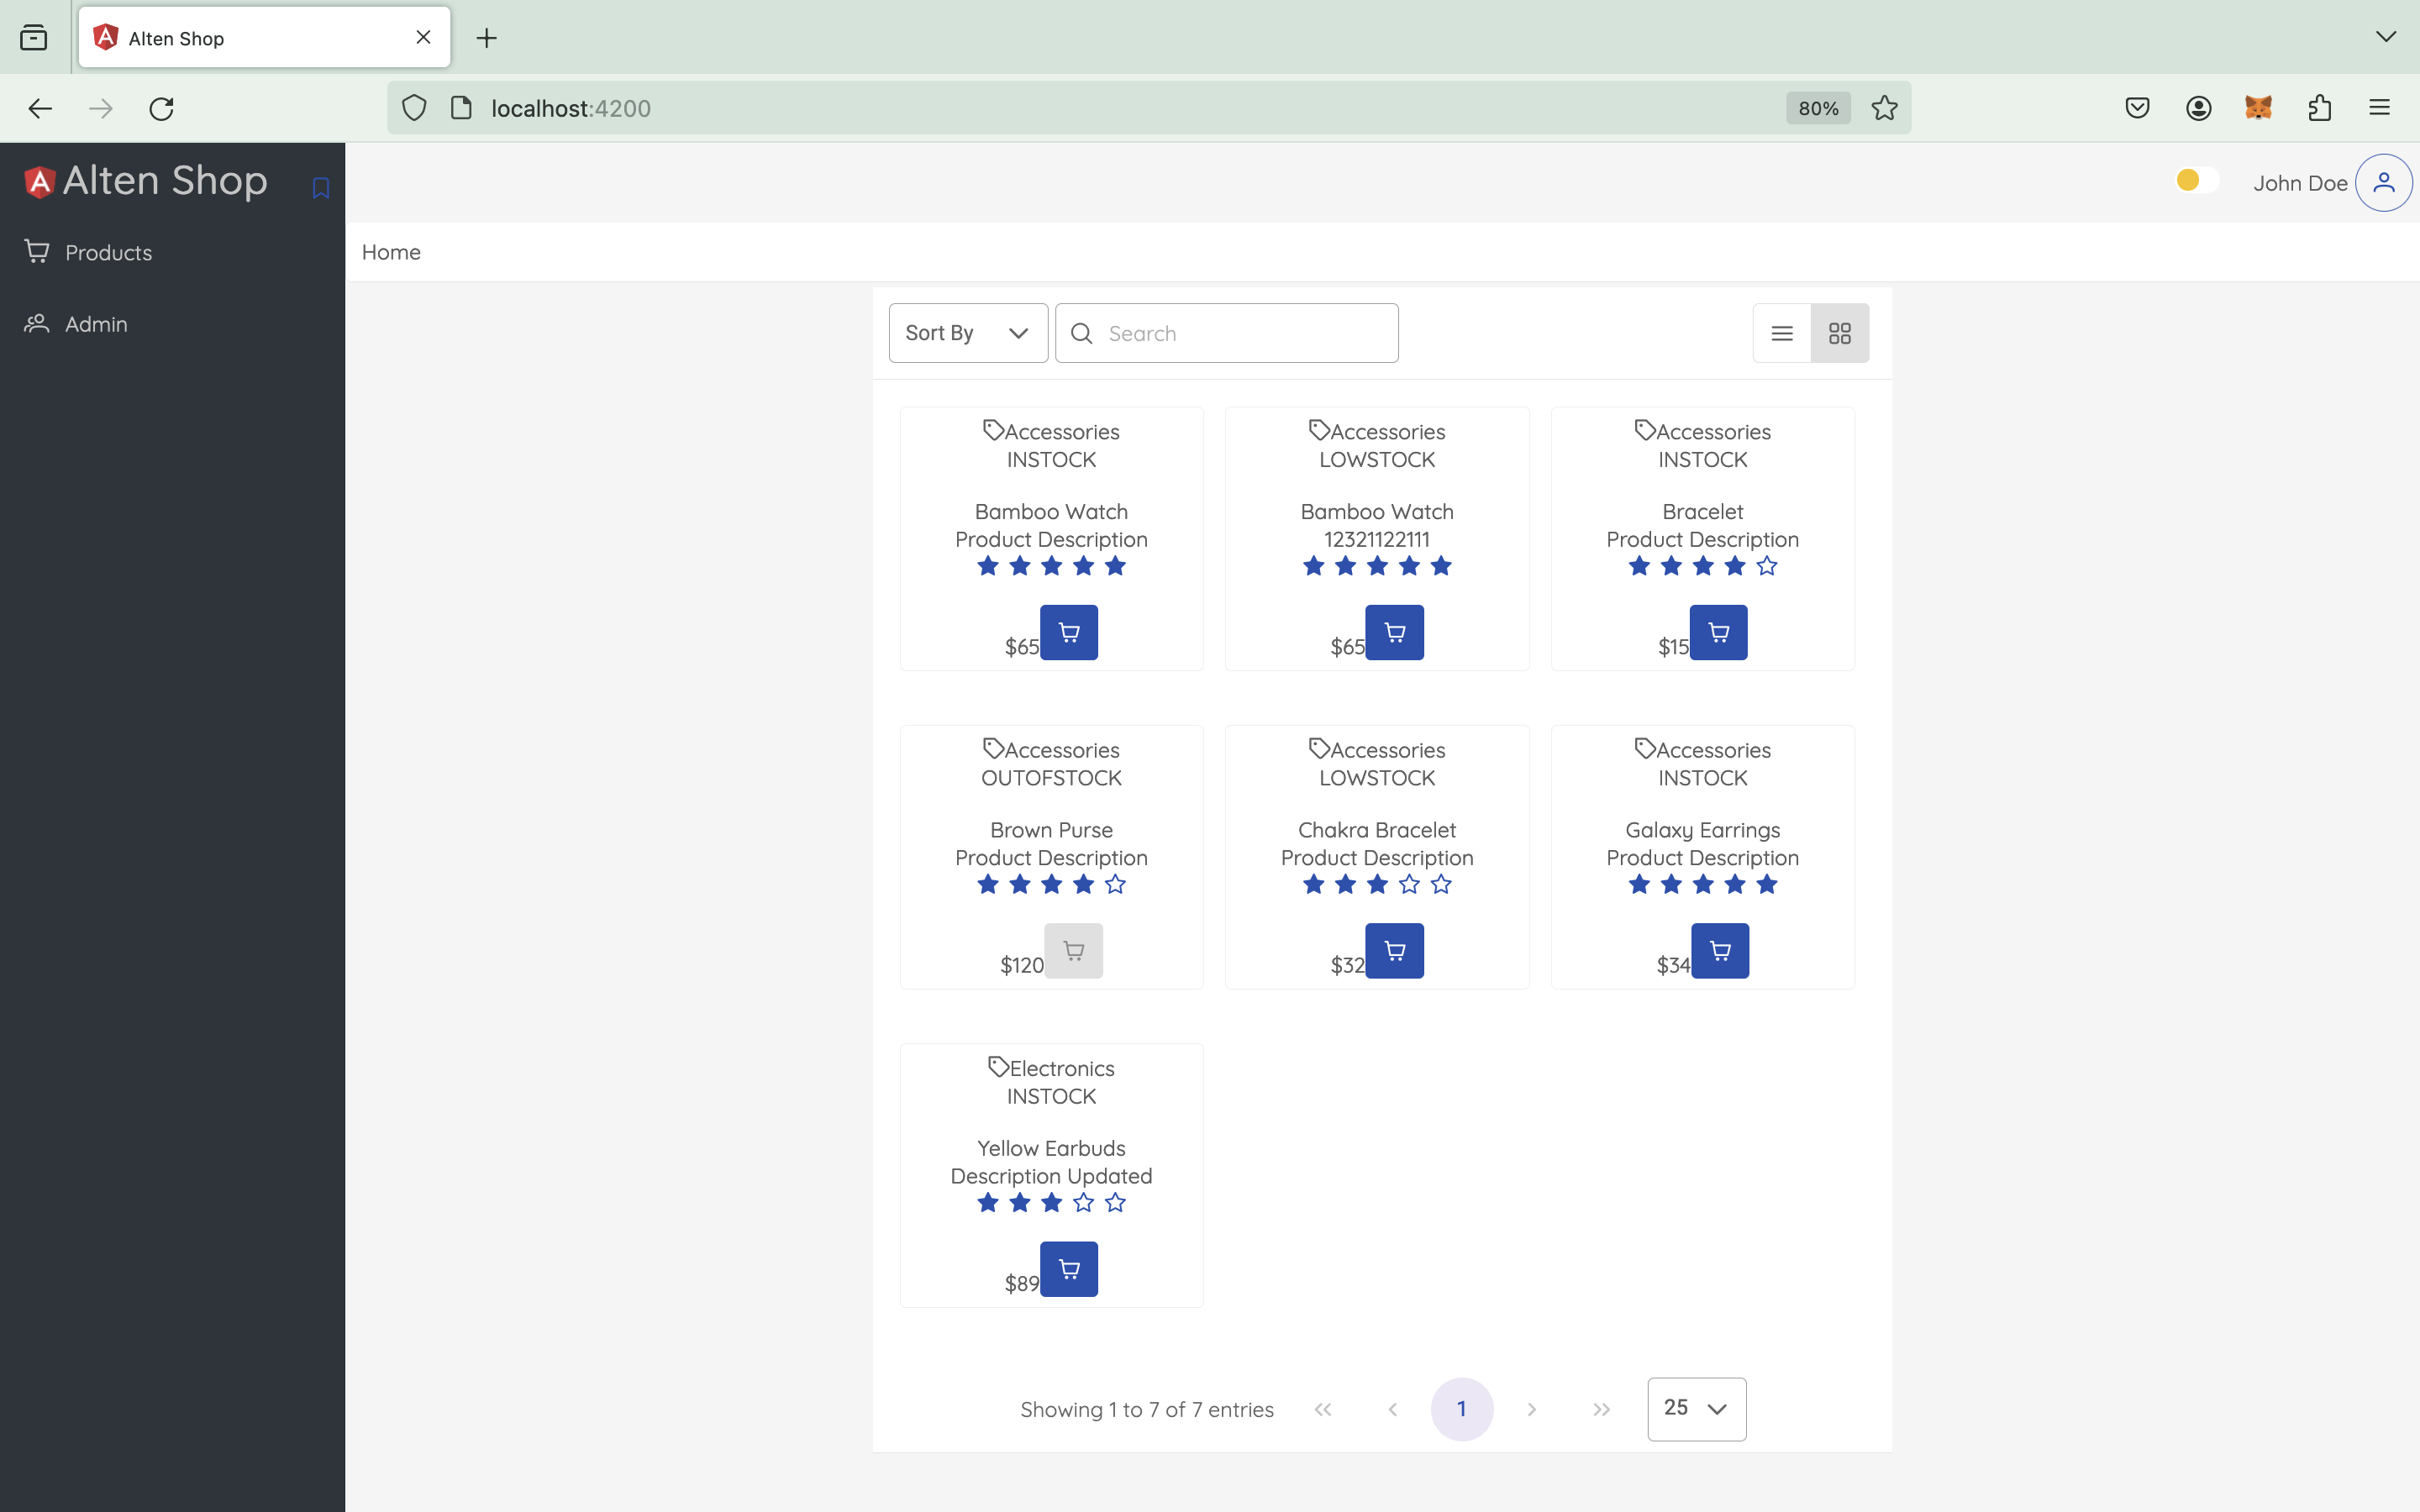 Alten Shop
localhost:4200
80%
Alten Shop
John Doe
Products
Home
Admin
Sort By
Search
Accessories
INSTOCK
Bamboo Watch
Product Description
$65
Accessories
LOWSTOCK
Bamboo Watch
12321122111
$65
Accessories
INSTOCK
Bracelet
Product Description
$15
Accessories
OUTOFSTOCK
Brown Purse
Product Description
$120
Accessories
LOWSTOCK
Chakra Bracelet
Product Description
$32
Accessories
INSTOCK
Galaxy Earrings
Product Description
$34
Electronics
INSTOCK
Yellow Earbuds
Description Updated
$89
Showing 1 to 7 of 7 entries
1
25